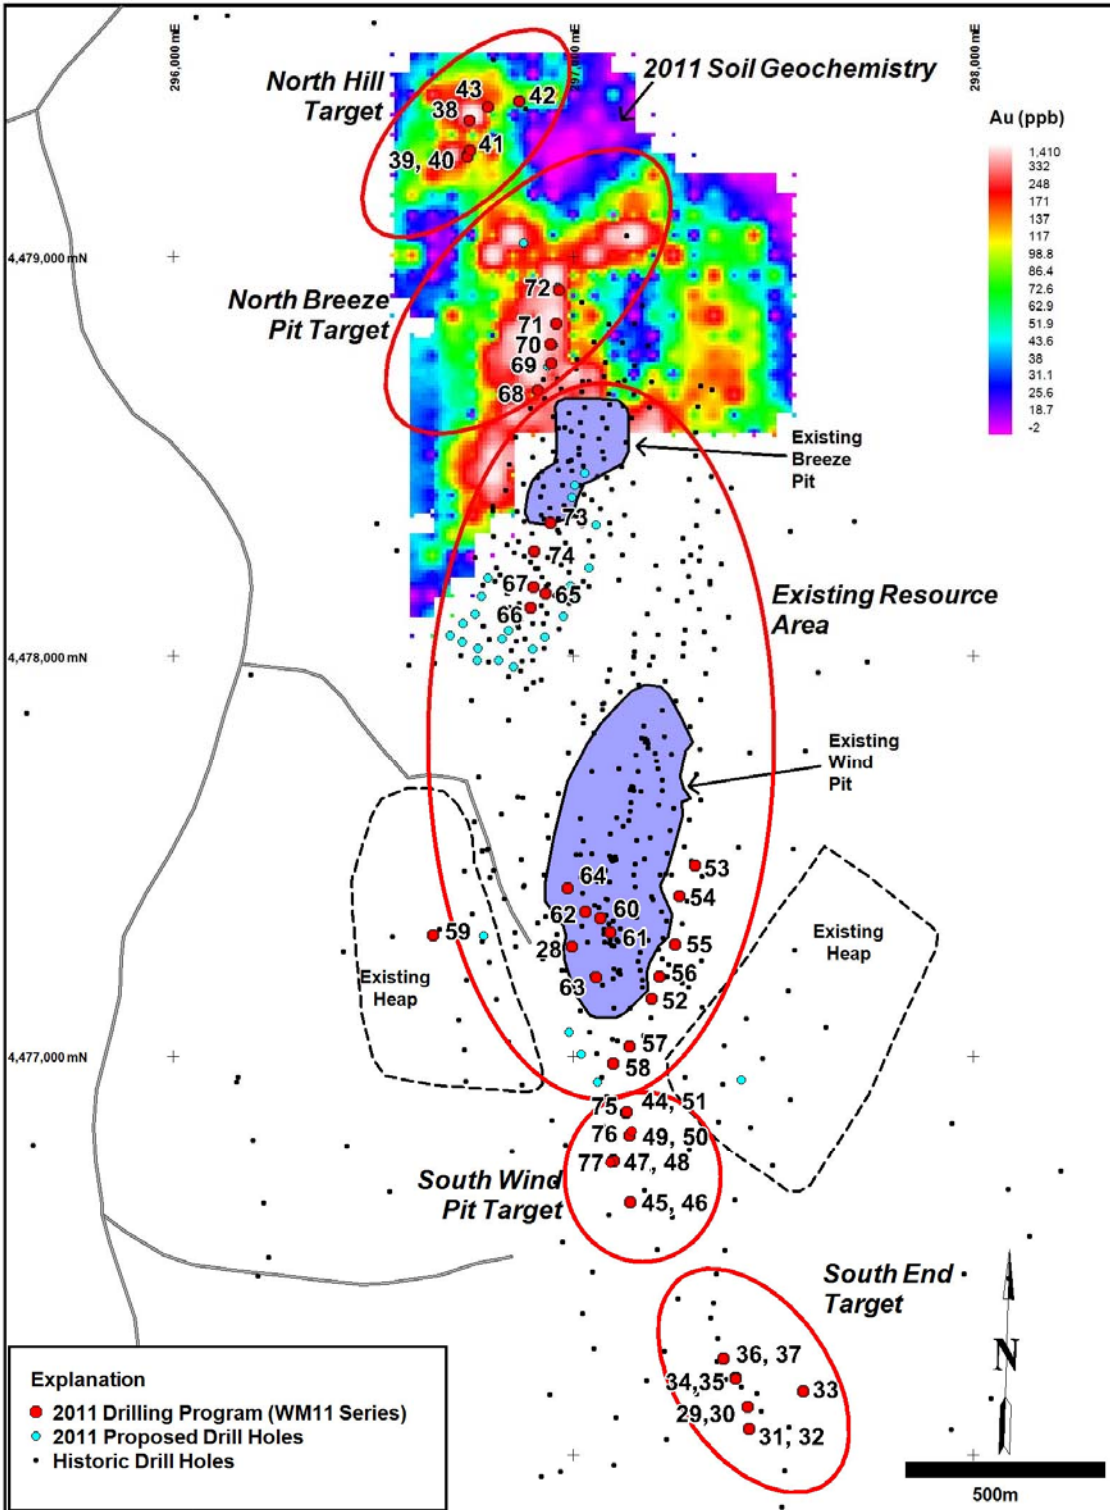 296,000 mE
297,000 mE
298,000 mE
North Hill
Target
2011 Soil Geochemistry
43
42
38
41
39, 40
Au (ppb)
1,410
332
248
171
137
117
98.8
86.4
72.6
62.9
51.9
43.6
38
31.1
25.6
18.7
-2
4,479,000 mN
North Breeze
Pit Target
72
71
70
69
68
Existing
Breeze
Pit
73
74
67
65
66
Existing Resource
Area
4,478,000 mN
Existing
Wind
Pit
53
64
54
62
60
59
61
28
55
56
63
52
Existing
Heap
Existing
Heap
57
4,477,000 mN
58
75
44, 51
76
49, 50
77
47, 48
South Wind
Pit Target
45, 46
South End
Target
36, 37
34,35
33
29,30
31, 32
N
Explanation
2011 Drilling Program (WM11 Series)
2011 Proposed Drill Holes
Historic Drill Holes
500m